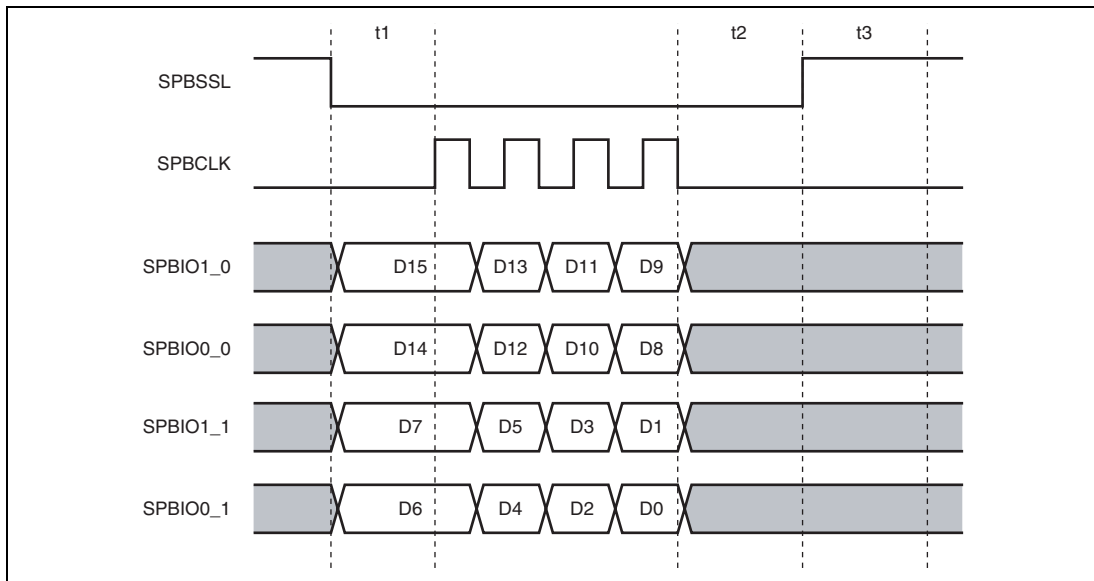 t1 t2 t3
SPBSSL
SPBCLK
SPBIO1_0 D15 D13 D11 D9
SPBIO0_0 D14 D12 D10 D8
SPBIO1_1 D7 D5 D3 D1
SPBIO0_1 D6 D4 D2 D0